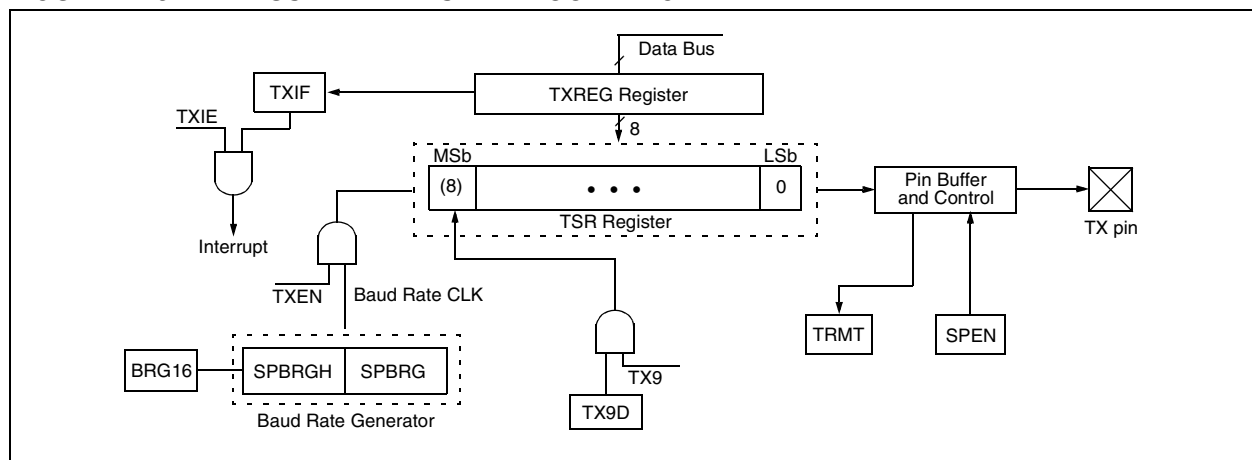 Data Bus
TXIF
TXREG Register
TXIE
8
MSb
LSb
(8)
• • •
0
Pin Buffer
and Control
TSR Register
TX pin
Interrupt
TXEN
Baud Rate CLK
TRMT
SPEN
BRG16
SPBRGH
SPBRG
TX9
TX9D
Baud Rate Generator